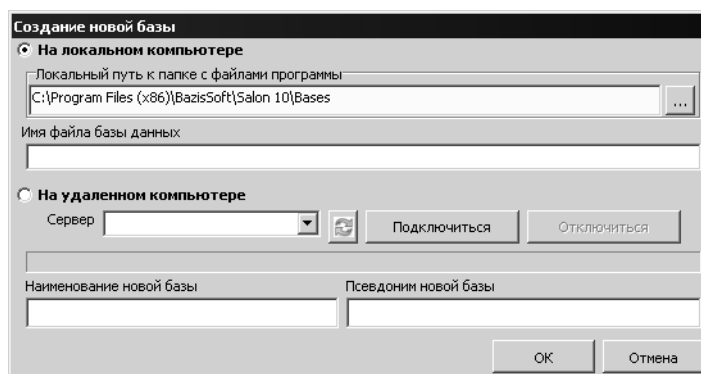 Создание новой базы
На локальном компьютере
Локальный путь к папке с файлами программы
C:\Program Files (x86)\BazisSoft\Salon 10\Bases
...
Имя файла базы данных
На удаленном компьютере
Сервер Подключиться Отключиться
Наименование новой базы Псевдоним новой базы
ОК Отмена